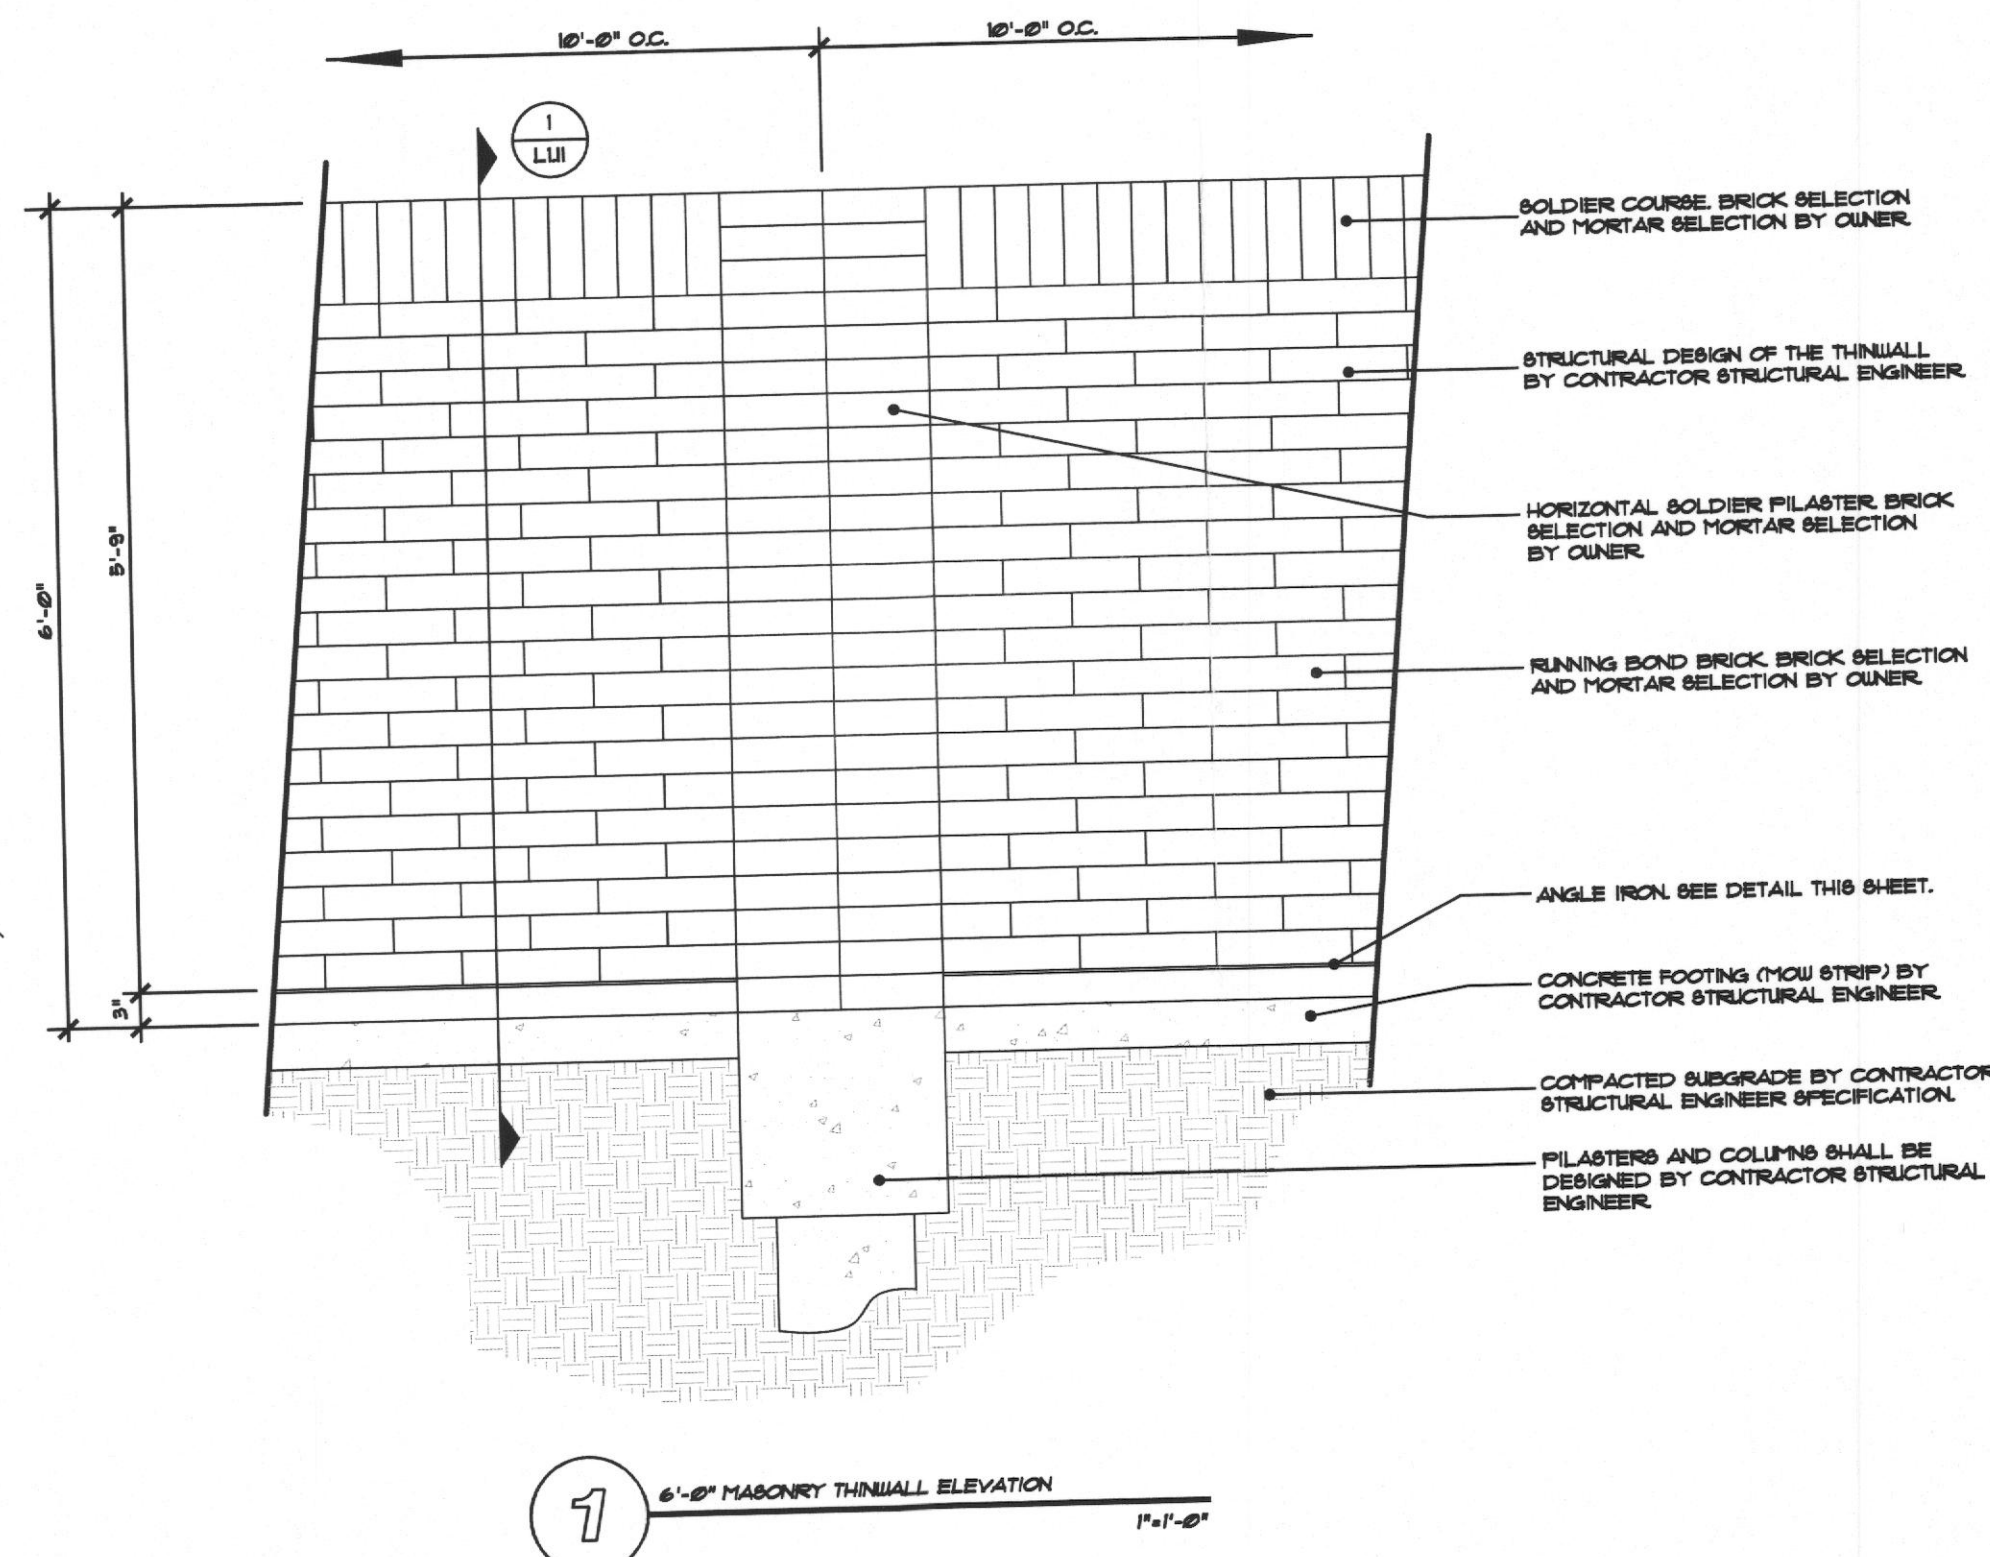 10'-0" O.C.
10'-0" O.C.
1
L1.11
6'-0"
5'-9"
3"
SOLDIER COURSE. BRICK SELECTION
AND MORTAR SELECTION BY OWNER.
STRUCTURAL DESIGN OF THE THINWALL
BY CONTRACTOR STRUCTURAL ENGINEER.
HORIZONTAL SOLDIER PILASTER. BRICK
SELECTION AND MORTAR SELECTION
BY OWNER.
RUNNING BOND BRICK. BRICK SELECTION
AND MORTAR SELECTION BY OWNER.
ANGLE IRON. SEE DETAIL THIS SHEET.
CONCRETE FOOTING (MOW STRIP) BY
CONTRACTOR STRUCTURAL ENGINEER.
COMPACTED SUBGRADE BY CONTRACTOR
STRUCTURAL ENGINEER SPECIFICATION.
PILASTERS AND COLUMNS SHALL BE
DESIGNED BY CONTRACTOR STRUCTURAL
ENGINEER.
1
6'-0" MASONRY THINWALL ELEVATION
1"=1'-0"